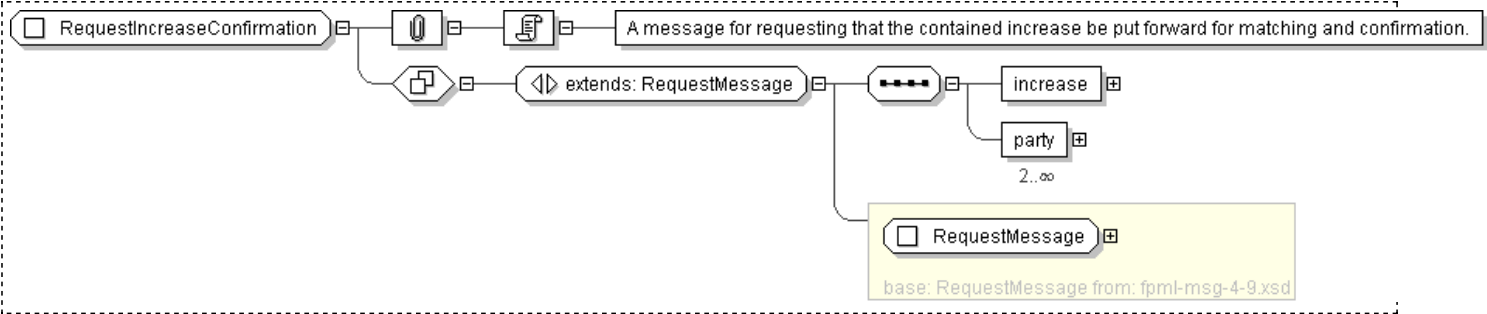 RequestIncreaseConfirmation
A message for requesting that the contained increase be put forward for matching and confirmation.
extends: RequestMessage
increase
party
2..∞
RequestMessage
base: RequestMessage from: fpml-msg-4-9.xsd